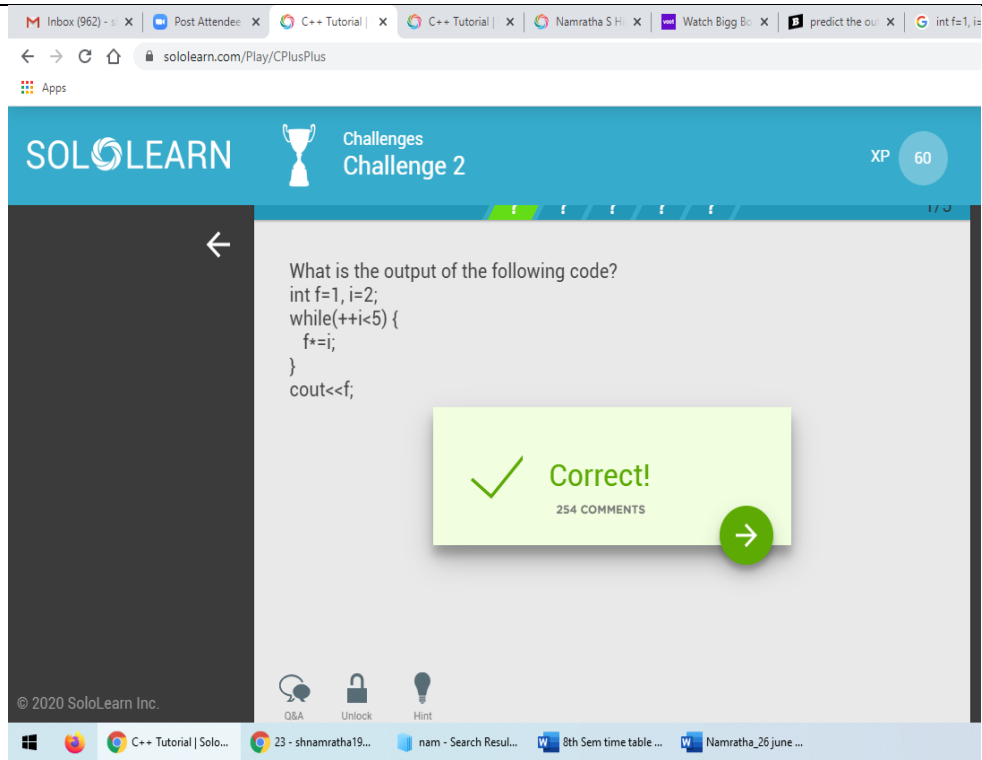 Inbox (962) - s
Post Attendee
C++ Tutorial |
C++ Tutorial |
Namratha S Hi
Watch Bigg Bo
predict the ou
int f=1, i=
sololearn.com/Play/CPlusPlus
Apps
SOLOLEARN
Challenges
Challenge 2
XP 60
? ? ? ? ?
1/5
What is the output of the following code?
int f=1, i=2;
while(++i<5) {
f*=i;
}
cout<<f;
Correct!
254 COMMENTS
© 2020 SoloLearn Inc.
Q&A
Unlock
Hint
C++ Tutorial | Solo...
23 - shnamratha19...
nam - Search Resul...
8th Sem time table ...
Namratha_26 june ...